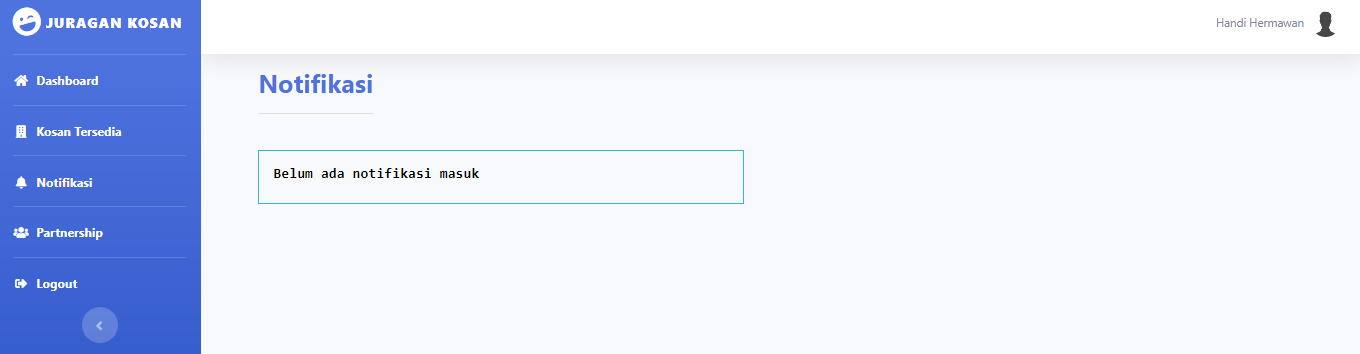 JURAGAN KOSAN
Handi Hermawan
Dashboard
Kosan Tersedia
Notifikasi
Partnership
Logout
Notifikasi
Belum ada notifikasi masuk